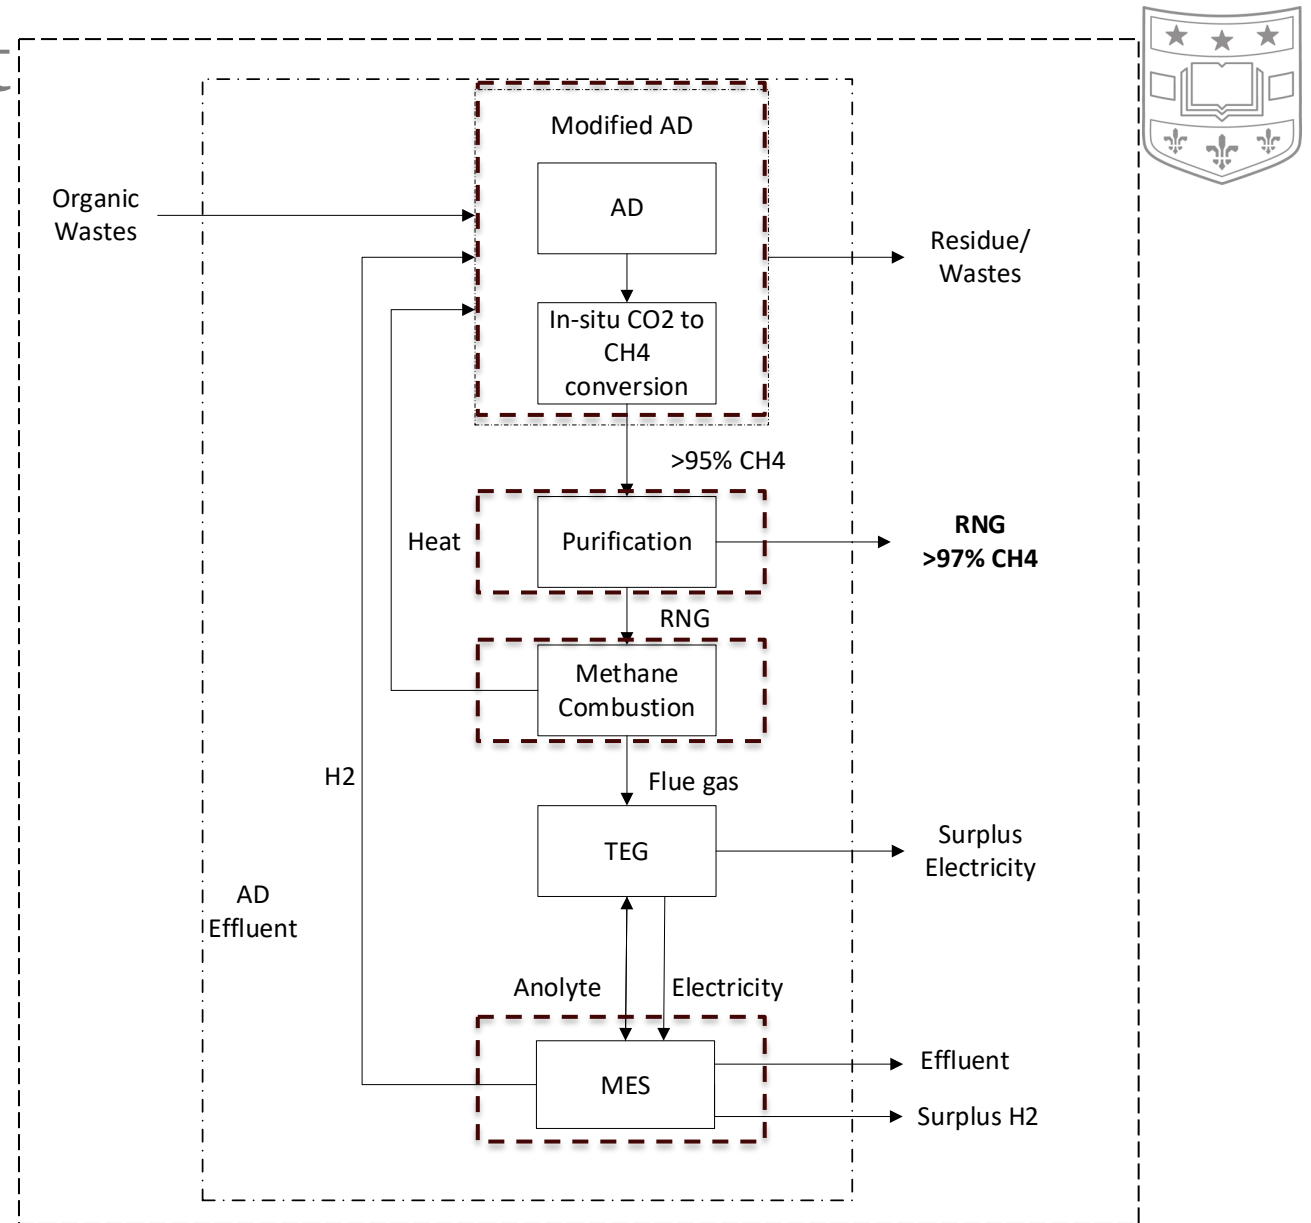 Modified AD
Organic
Wastes
AD
Residue/
Wastes
In-situ CO2 to
CH4
conversion
>95% CH4
Heat
Purification
RNG
>97% CH4
RNG
Methane
Combustion
H2
Flue gas
TEG
Surplus
Electricity
AD
Effluent
Anolyte
Electricity
MES
Effluent
Surplus H2